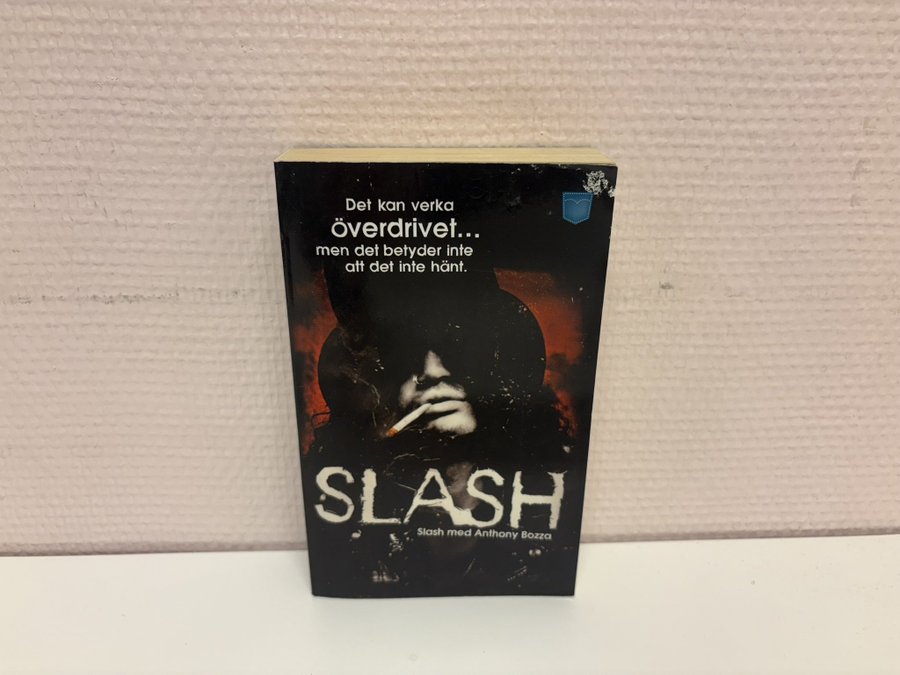 Det kan verka
överdrivet...
men det betyder inte
att det inte hänt.
SLASH
Slash med Anthony Bozza